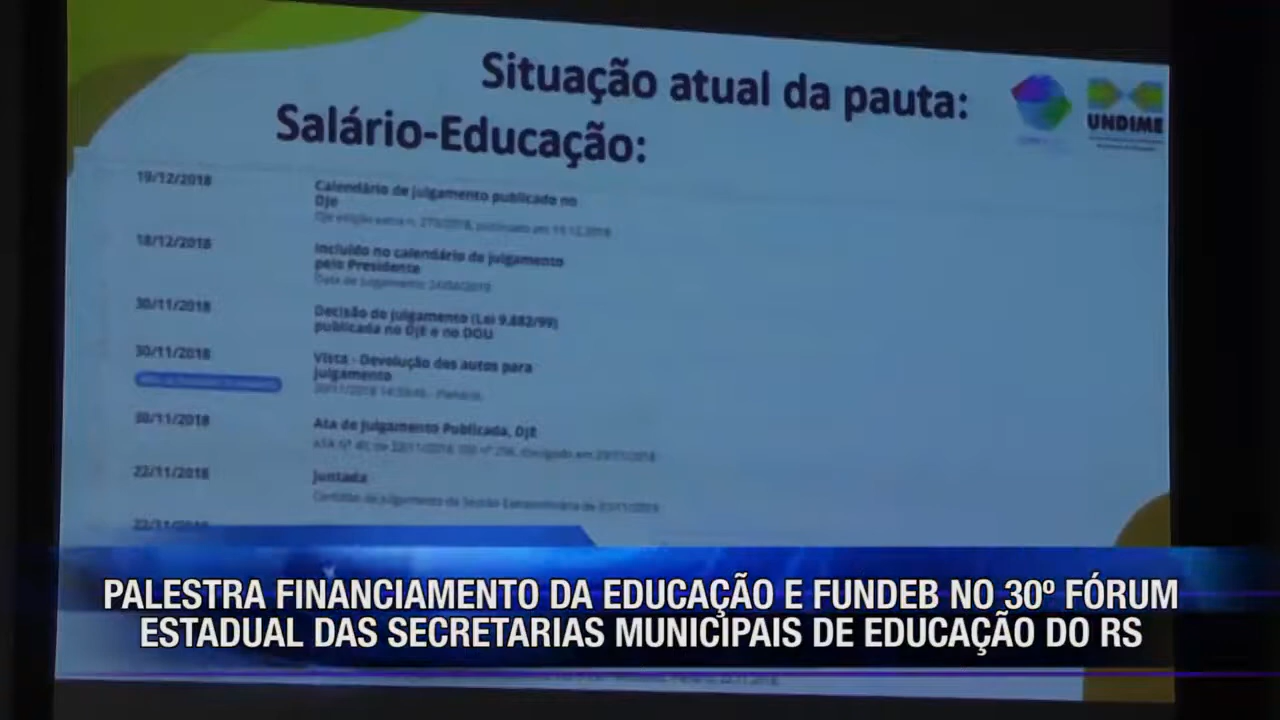 Situação atual da pauta:
Salário-Educação:
UNDIME
19/12/2018
Calendário de julgamento publicado no
DJe
18/12/2018
Incluído no calendário de julgamento
pelo Presidente
30/11/2018
Decisão de julgamento (Lei 9.882/99)
publicada no DJE e no DOU
30/11/2018
Vista - Devolução dos autos para
julgamento
30/11/2018
Ata de Julgamento Publicada, DJE
22/11/2018
Juntada
22/11/2018
PALESTRA FINANCIAMENTO DA EDUCAÇÃO E FUNDEB NO 30º FÓRUM
ESTADUAL DAS SECRETARIAS MUNICIPAIS DE EDUCAÇÃO DO RS